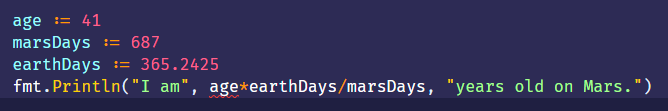 age := 41
marsDays := 687
earthDays := 365.2425
fmt.Println("I am", age*earthDays/marsDays, "years old on Mars.")